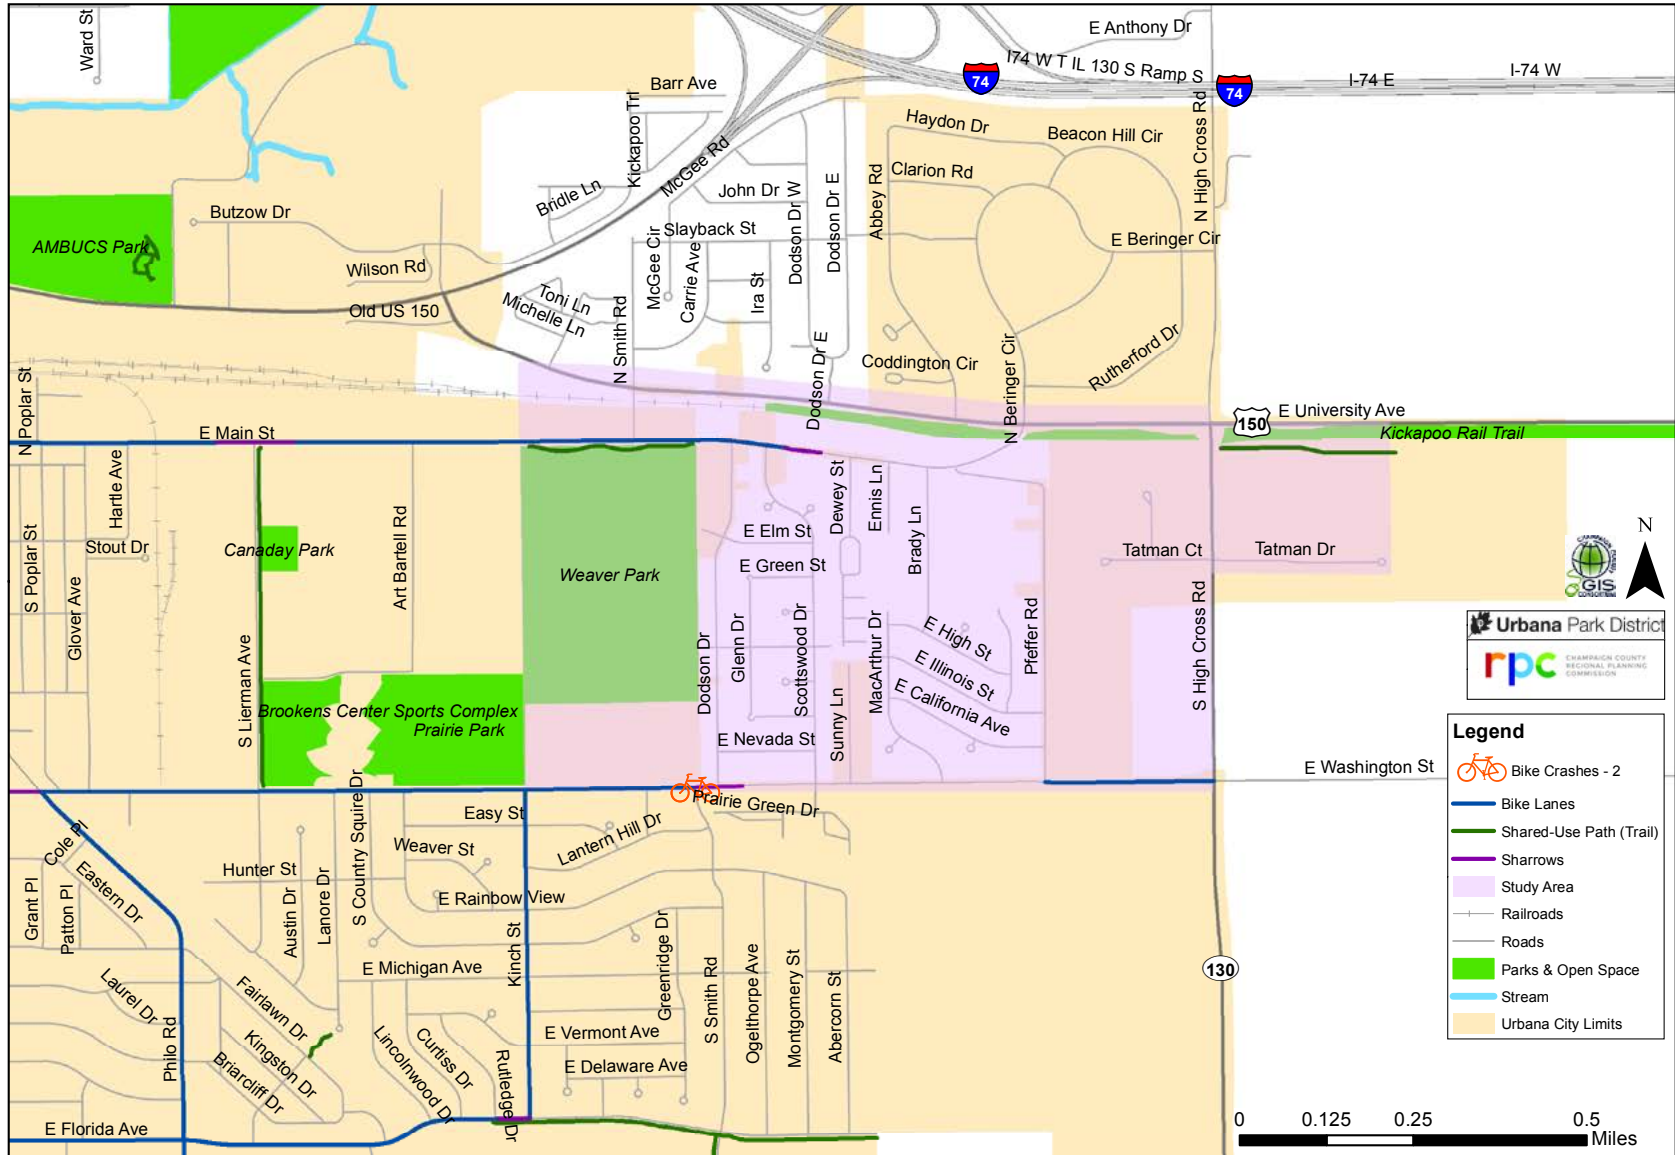 Ward St
E Anthony Dr
I74 W T IL 130 S Ramp S
74
74
I-74 E
I-74 W
Barr Ave
Kickapoo Trl
McGee Rd
N High Cross Rd
Haydon Dr
Beacon Hill Cir
Clarion Rd
Abbey Rd
Bridle Ln
John Dr
Dodson Dr W
Dodson Dr E
Butzow Dr
AMBUCS Park
Slayback St
McGee Cir
Carrie Ave
E Beringer Cir
Wilson Rd
Ira St
Toni Ln
Michelle Ln
Old US 150
N Smith Rd
Dodson Dr E
Coddington Cir
N Beringer Cir
Rutherford Dr
N Poplar St
E Main St
E University Ave
150
Kickapoo Rail Trail
Hartle Ave
Stout Dr
S Poplar St
Glover Ave
Canaday Park
Art Bartell Rd
Weaver Park
E Elm St
E Green St
Dewey St
Ennis Ln
Brady Ln
Tatman Ct
Tatman Dr
N
CHAMPAIGN COUNTY
GIS
CONSORTIUM
Urbana Park District
rpc
CHAMPAIGN COUNTY
REGIONAL PLANNING
COMMISSION
S Lierman Ave
Dodson Dr
Glenn Dr
Scottswood Dr
Sunny Ln
MacArthur Dr
E High St
E Illinois St
E California Ave
Pfeffer Rd
S High Cross Rd
Brookens Center Sports Complex
Prairie Park
E Nevada St
E Washington St
Prairie Green Dr
Legend
Bike Crashes - 2
Bike Lanes
Shared-Use Path (Trail)
Sharrows
Study Area
Railroads
Roads
Parks & Open Space
Stream
Urbana City Limits
Cole Pl
Grant Pl
Patton Pl
Eastern Dr
Hunter St
Austin Dr
Lanore Dr
S Country Squire Dr
Easy St
Weaver St
Lantern Hill Dr
E Rainbow View
Kinch St
E Michigan Ave
Greenridge Dr
S Smith Rd
Ogelthorpe Ave
Montgomery St
Abercorn St
130
Laurel Dr
Philo Rd
Fairlawn Dr
Kingston Dr
Briarcliff Dr
Lincolnwood Dr
Curtiss Dr
Rutledge Dr
E Vermont Ave
E Delaware Ave
E Florida Ave
0 0.125 0.25 0.5
Miles